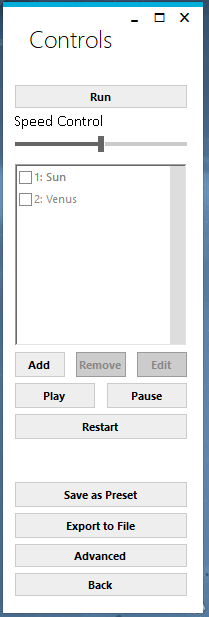 Controls
Run
Speed Control
1: Sun
2: Venus
Add Remove Edit
Play Pause
Restart
Save as Preset
Export to File
Advanced
Back